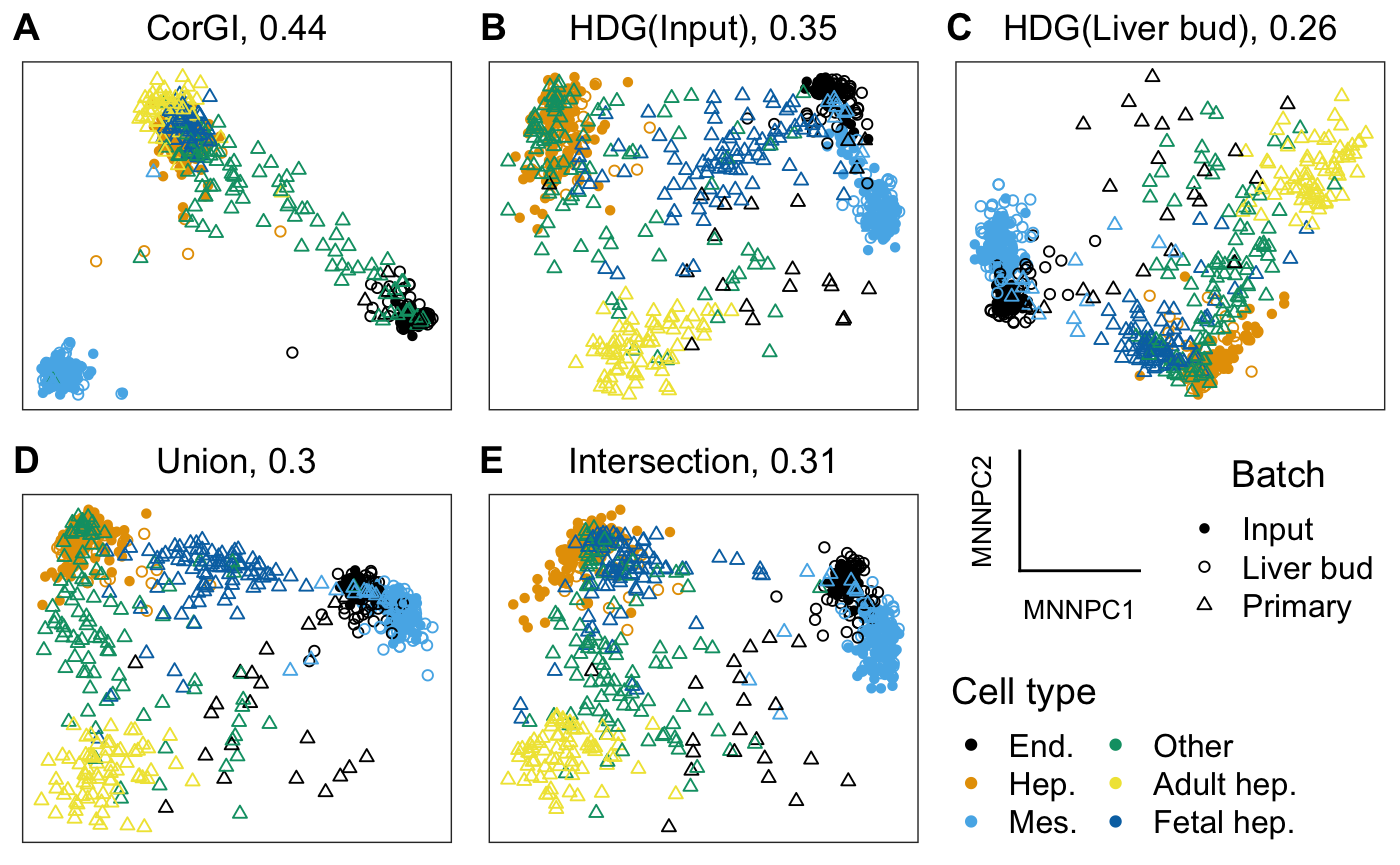 A CorGI, 0.44
B HDG(Input), 0.35
C HDG(Liver bud), 0.26
D Union, 0.3
E Intersection, 0.31
MNNPC2
MNNPC1
Batch
Input
Liver bud
Primary
Cell type
End.
Hep.
Mes.
Other
Adult hep.
Fetal hep.